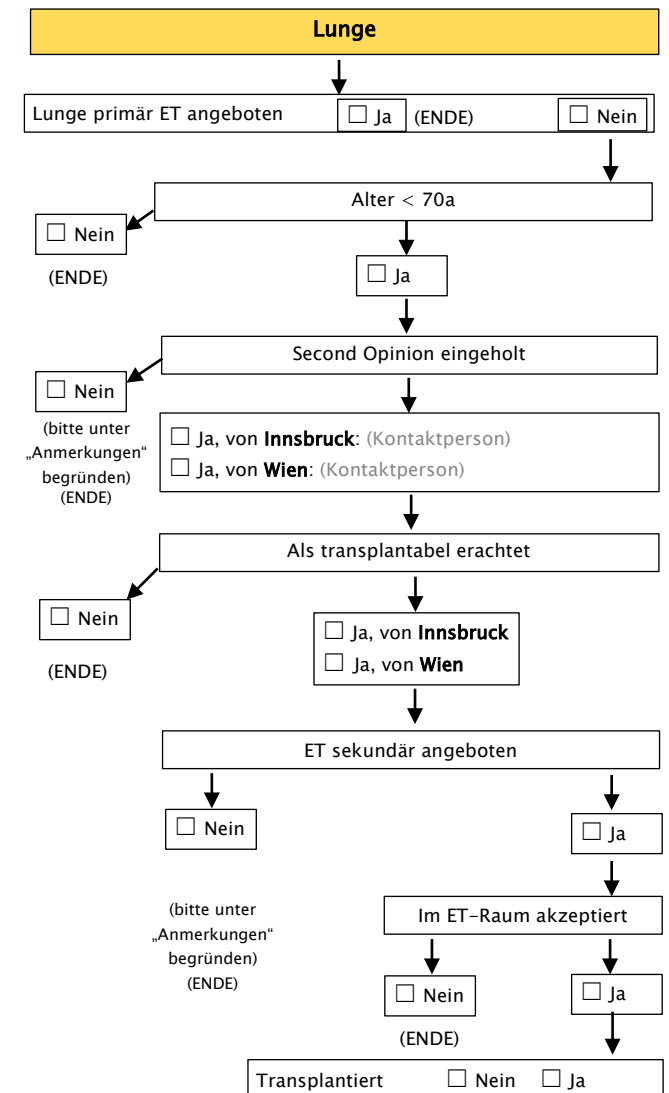 Lunge
Lunge primär ET angeboten ☐ Ja (ENDE) ☐ Nein
Alter < 70a
☐ Nein
(ENDE)
☐ Ja
Second Opinion eingeholt
☐ Nein
(bitte unter
„Anmerkungen“
begründen)
(ENDE)
☐ Ja, von Innsbruck: (Kontaktperson)
☐ Ja, von Wien: (Kontaktperson)
Als transplantabel erachtet
☐ Nein
(ENDE)
☐ Ja, von Innsbruck
☐ Ja, von Wien
ET sekundär angeboten
☐ Nein
(bitte unter
„Anmerkungen“
begründen)
(ENDE)
☐ Ja
Im ET-Raum akzeptiert
☐ Nein
(ENDE)
☐ Ja
Transplantiert ☐ Nein ☐ Ja